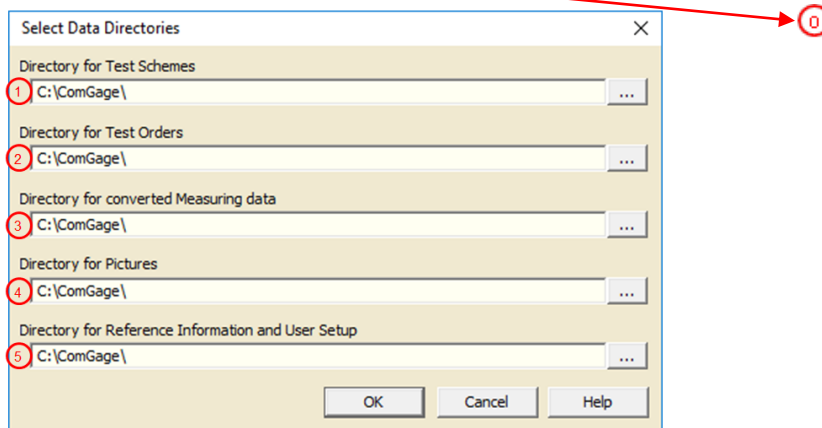 Select Data Directories
Directory for Test Schemes
1 C:\ComGage\ ...
Directory for Test Orders
2 C:\ComGage\ ...
Directory for converted Measuring data
3 C:\ComGage\ ...
Directory for Pictures
4 C:\ComGage\ ...
Directory for Reference Information and User Setup
5 C:\ComGage\ ...
OK Cancel Help